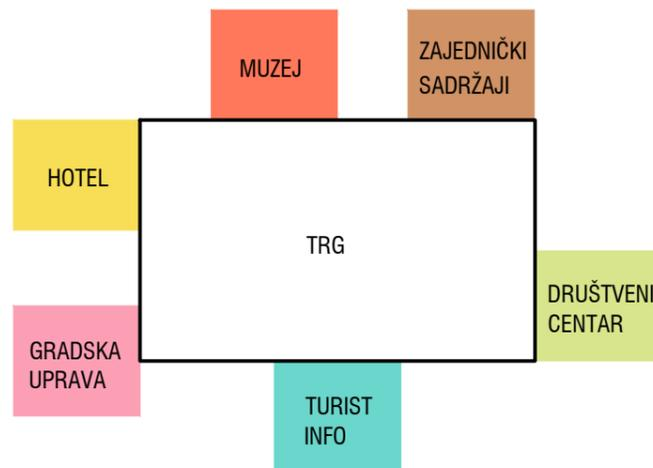 MUZEJ
ZAJEDNIČKI
SADRŽAJI
HOTEL
TRG
DRUŠTVENI
CENTAR
GRADSKA
UPRAVA
TURIST
INFO